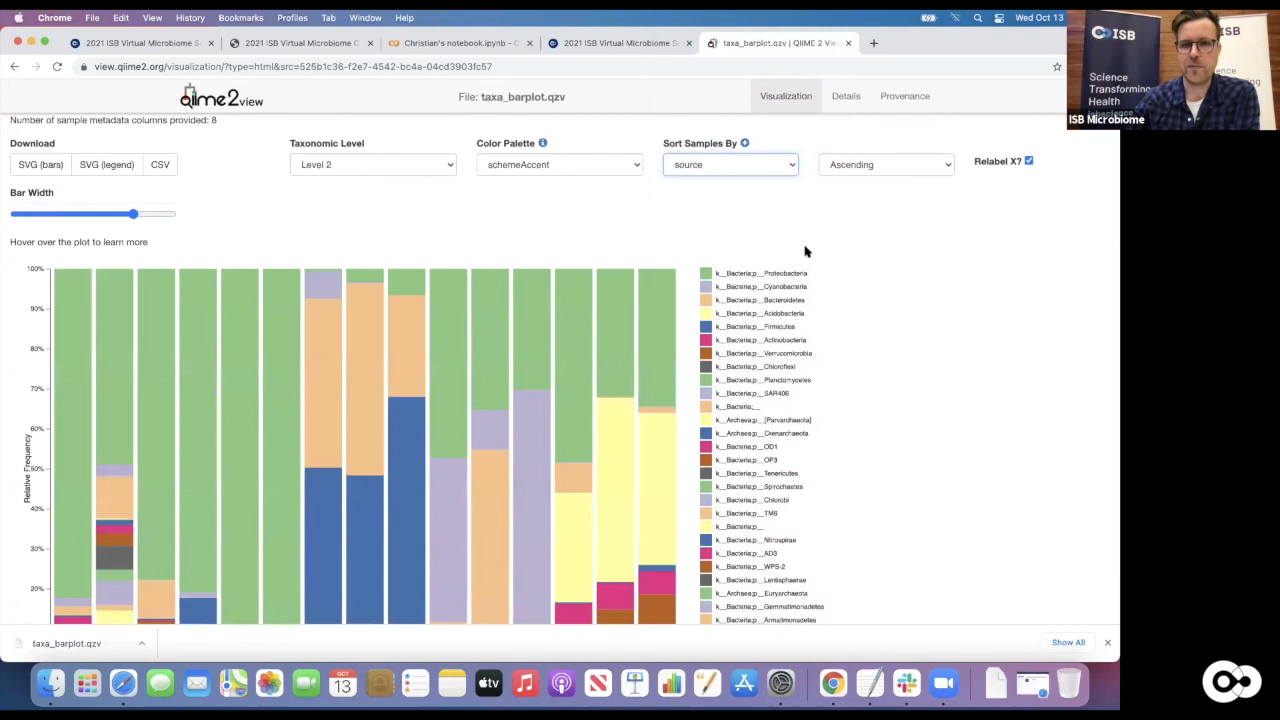 Chrome File Edit View History Bookmarks Profiles Tab Window Help Wed Oct 13
2021 ISB Virtual Microbiome S
2021 ISB Virtual Microbiome C
Christian's notebook.ipynb - C
2021 ISB Virtual Microbiome S
taxa_barplot.qzv | QIIME 2 Vie
view.qiime2.org/visualization/?type=html&src=525b1c36-f2e7-4542-bc4a-04cd3903fc57
qiime2view
File: taxa_barplot.qzv
Visualization Details Provenance
ISB
Science
Transforming
Health
ISB Microbiome
Number of sample metadata columns provided: 8
Download Taxonomic Level Color Palette Sort Samples By
SVG (bars) SVG (legend) CSV Level 2 schemeAccent source Ascending Relabel X?
Bar Width
Hover over the plot to learn more
100%
90%
80%
70%
60%
50%
40%
30%
20%
Relative Frequency
k__Bacteria;p__Proteobacteria
k__Bacteria;p__Cyanobacteria
k__Bacteria;p__Bacteroidetes
k__Bacteria;p__Acidobacteria
k__Bacteria;p__Firmicutes
k__Bacteria;p__Actinobacteria
k__Bacteria;p__Verrucomicrobia
k__Bacteria;p__Chloroflexi
k__Bacteria;p__Planctomycetes
k__Bacteria;p__SAR406
k__Bacteria;__
k__Archaea;p__[Parvarchaeota]
k__Archaea;p__Crenarchaeota
k__Bacteria;p__OD1
k__Bacteria;p__OP3
k__Bacteria;p__Tenericutes
k__Bacteria;p__Spirochaetes
k__Bacteria;p__Chlorobi
k__Bacteria;p__TM6
k__Bacteria;p__
k__Bacteria;p__Nitrospirae
k__Bacteria;p__AD3
k__Bacteria;p__WPS-2
k__Bacteria;p__Lentisphaerae
k__Archaea;p__Euryarchaeota
k__Bacteria;p__Gemmatimonadetes
k__Bacteria;p__Armatimonadetes
taxa_barplot.qzv
Show All
OCT
13
tv